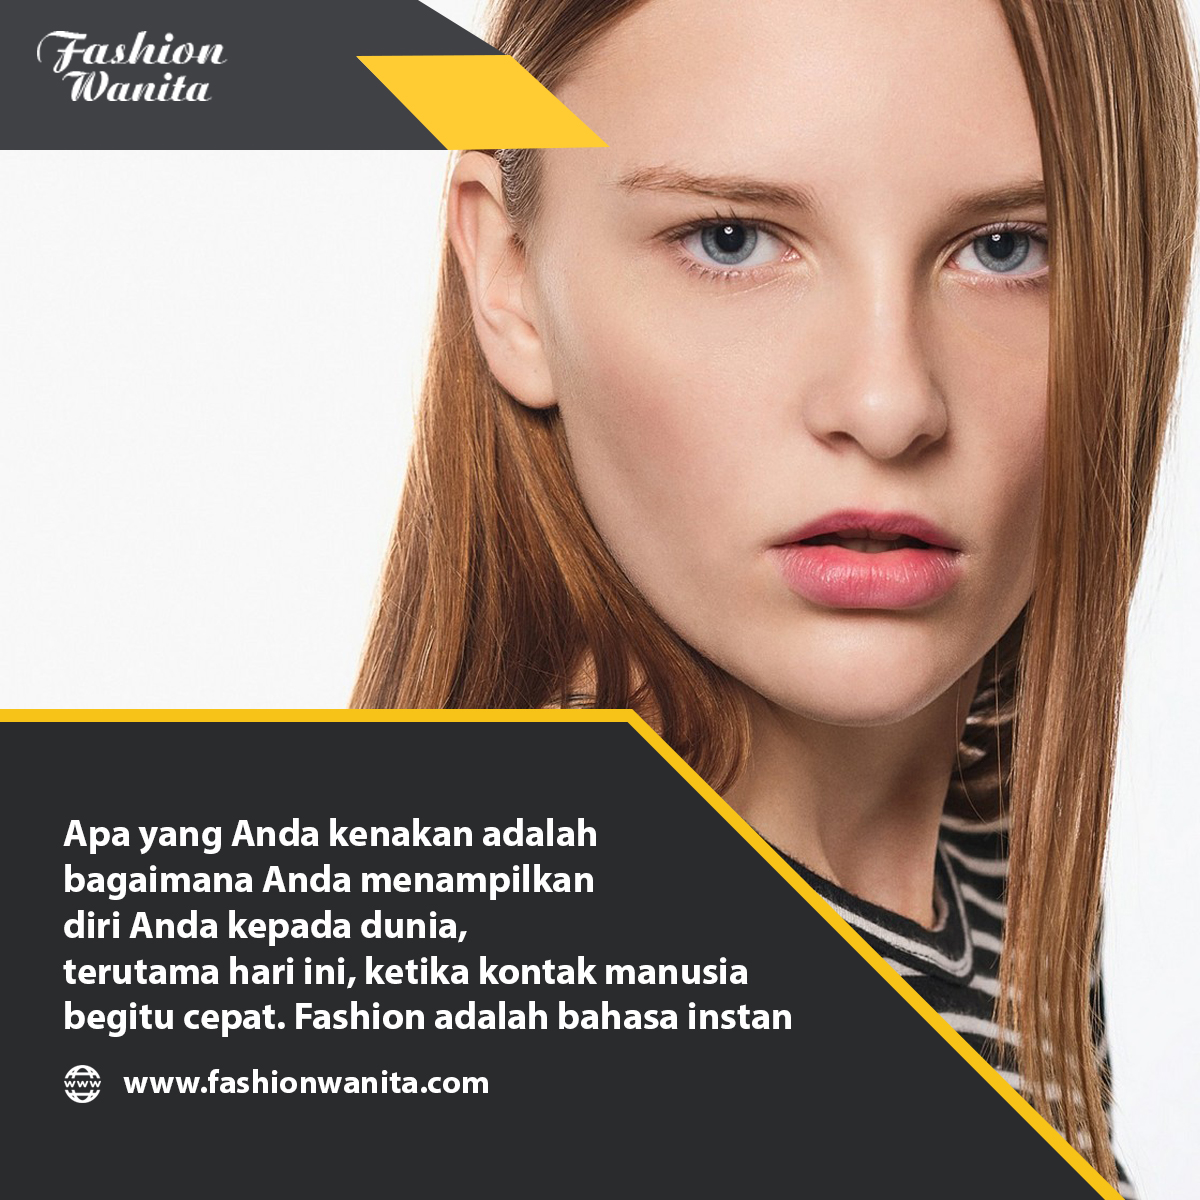 Fashion
Wanita
Apa yang Anda kenakan adalah
bagaimana Anda menampilkan
diri Anda kepada dunia,
terutama hari ini, ketika kontak manusia
begitu cepat. Fashion adalah bahasa instan
www www.fashionwanita.com